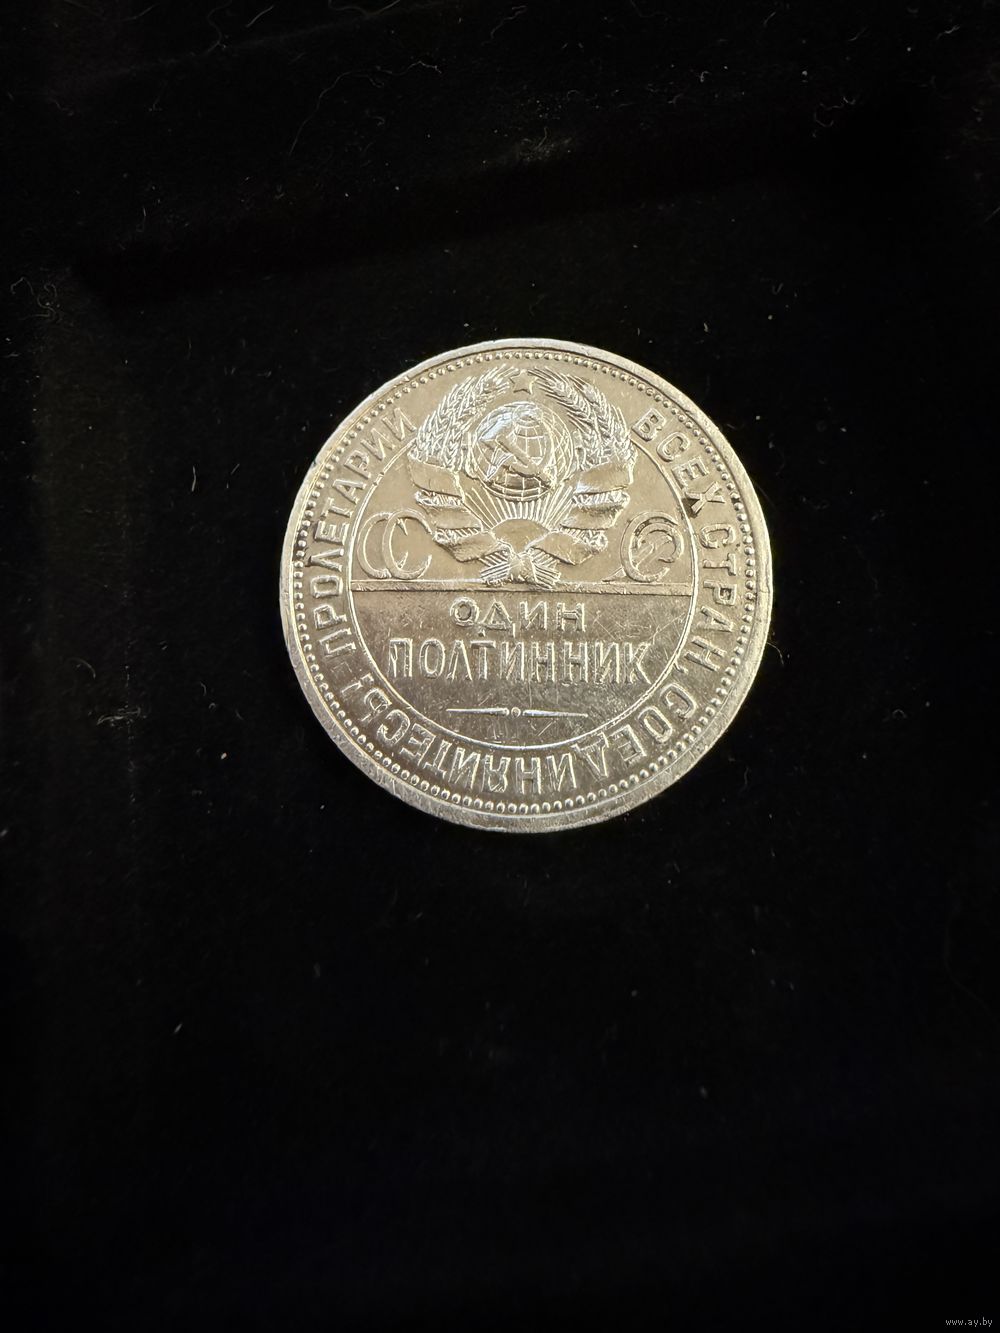 ПРОЛЕТАРИИ ВСЕХ СТРАН, СОЕДИНЯЙТЕСЬ!
СС СР
ОДИН
ПОЛТИННИК
www.ay.by